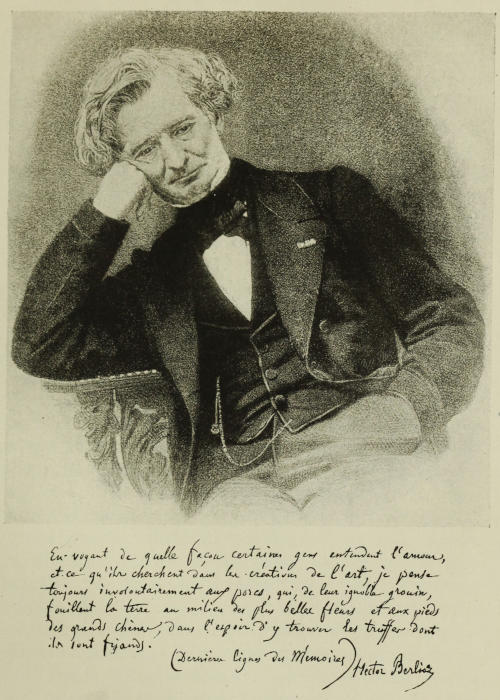 En voyant de quelle façon certaines gens entendent l'amour,
et ce qu'ils cherchent dans les créations de l'art, je pense
toujours involontairement aux porcs, qui, de leur ignoble grouin,
fouillent la terre au milieu des plus belles fleurs et aux pieds
des grands chênes, dans l'espoir d'y trouver les truffes dont
ils sont friands.
(Dernières lignes des Mémoires) Hector Berlioz